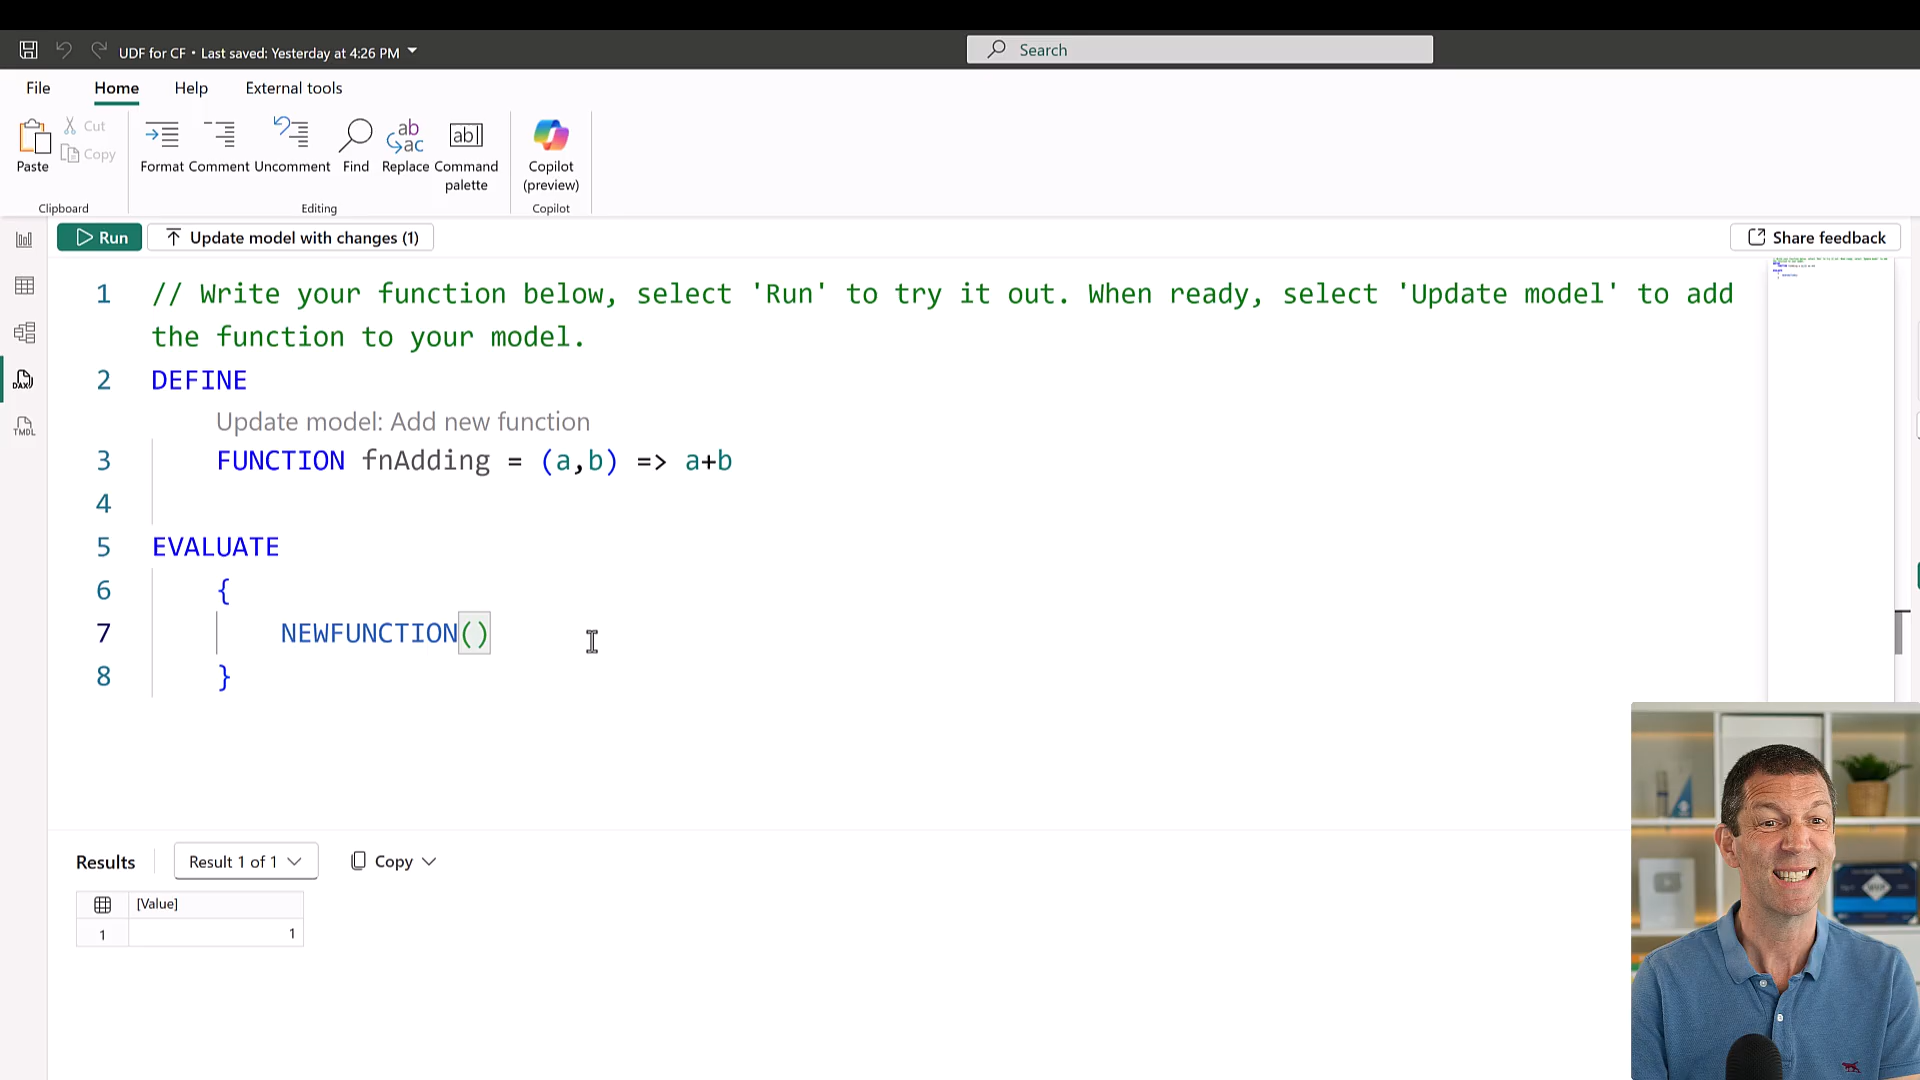 UDF for CF • Last saved: Yesterday at 4:26 PM
Search
File Home Help External tools
Paste
Cut
Copy
Format Comment Uncomment Find Replace Command palette
Copilot (preview)
Clipboard Editing Copilot
Run Update model with changes (1) Share feedback
1 // Write your function below, select 'Run' to try it out. When ready, select 'Update model' to add
the function to your model.
2 DEFINE
Update model: Add new function
3 FUNCTION fnAdding = (a,b) => a+b
4
5 EVALUATE
6 {
7 NEWFUNCTION()
8 }
DAX
TMDL
Results Result 1 of 1 Copy
[Value]
1 1